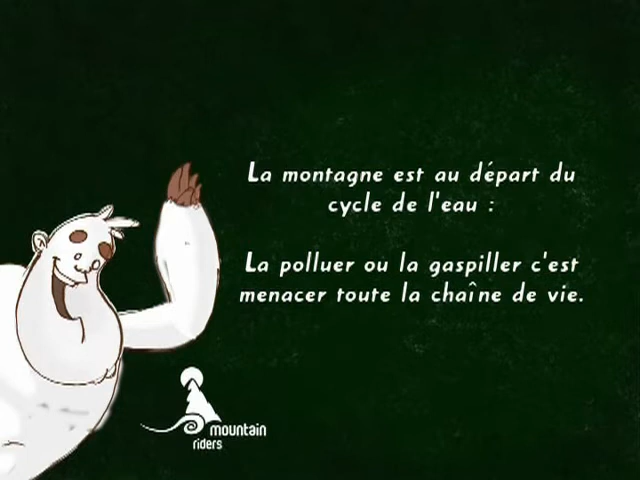 La montagne est au départ du
cycle de l'eau :
La polluer ou la gaspiller c'est
menacer toute la chaîne de vie.
mountain
riders